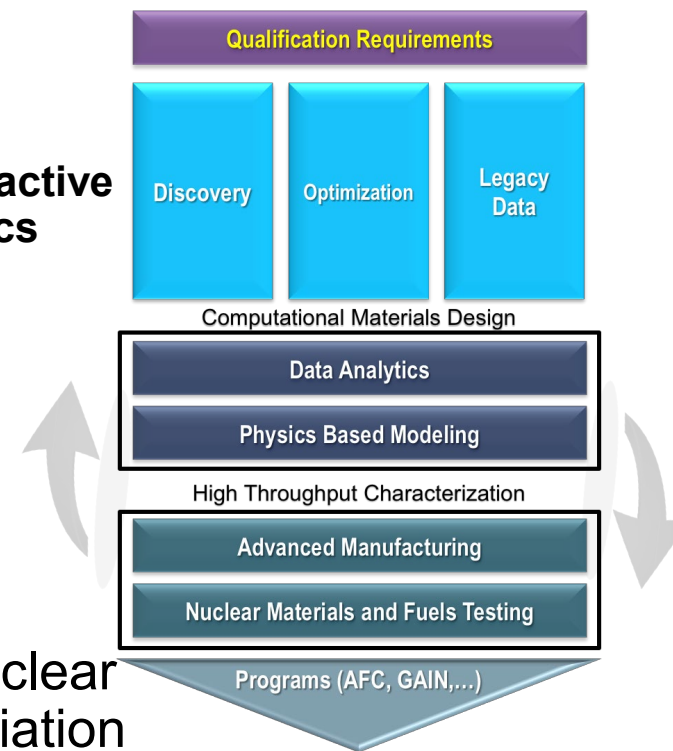 Qualification Requirements
active
cs
Discovery
Optimization
Legacy
Data
Computational Materials Design
Data Analytics
Physics Based Modeling
High Throughput Characterization
Advanced Manufacturing
Nuclear Materials and Fuels Testing
Programs (AFC, GAIN,...)
clear
iation